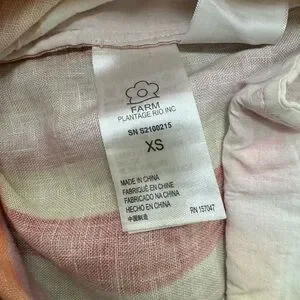 FARM
PLANTAGE RIO INC
SN S2100215
XS
MADE IN CHINA
FABRIQUÉ EN CHINE
FABRICADO NA CHINA
HECHO EN CHINA
中国制造
RN 157047